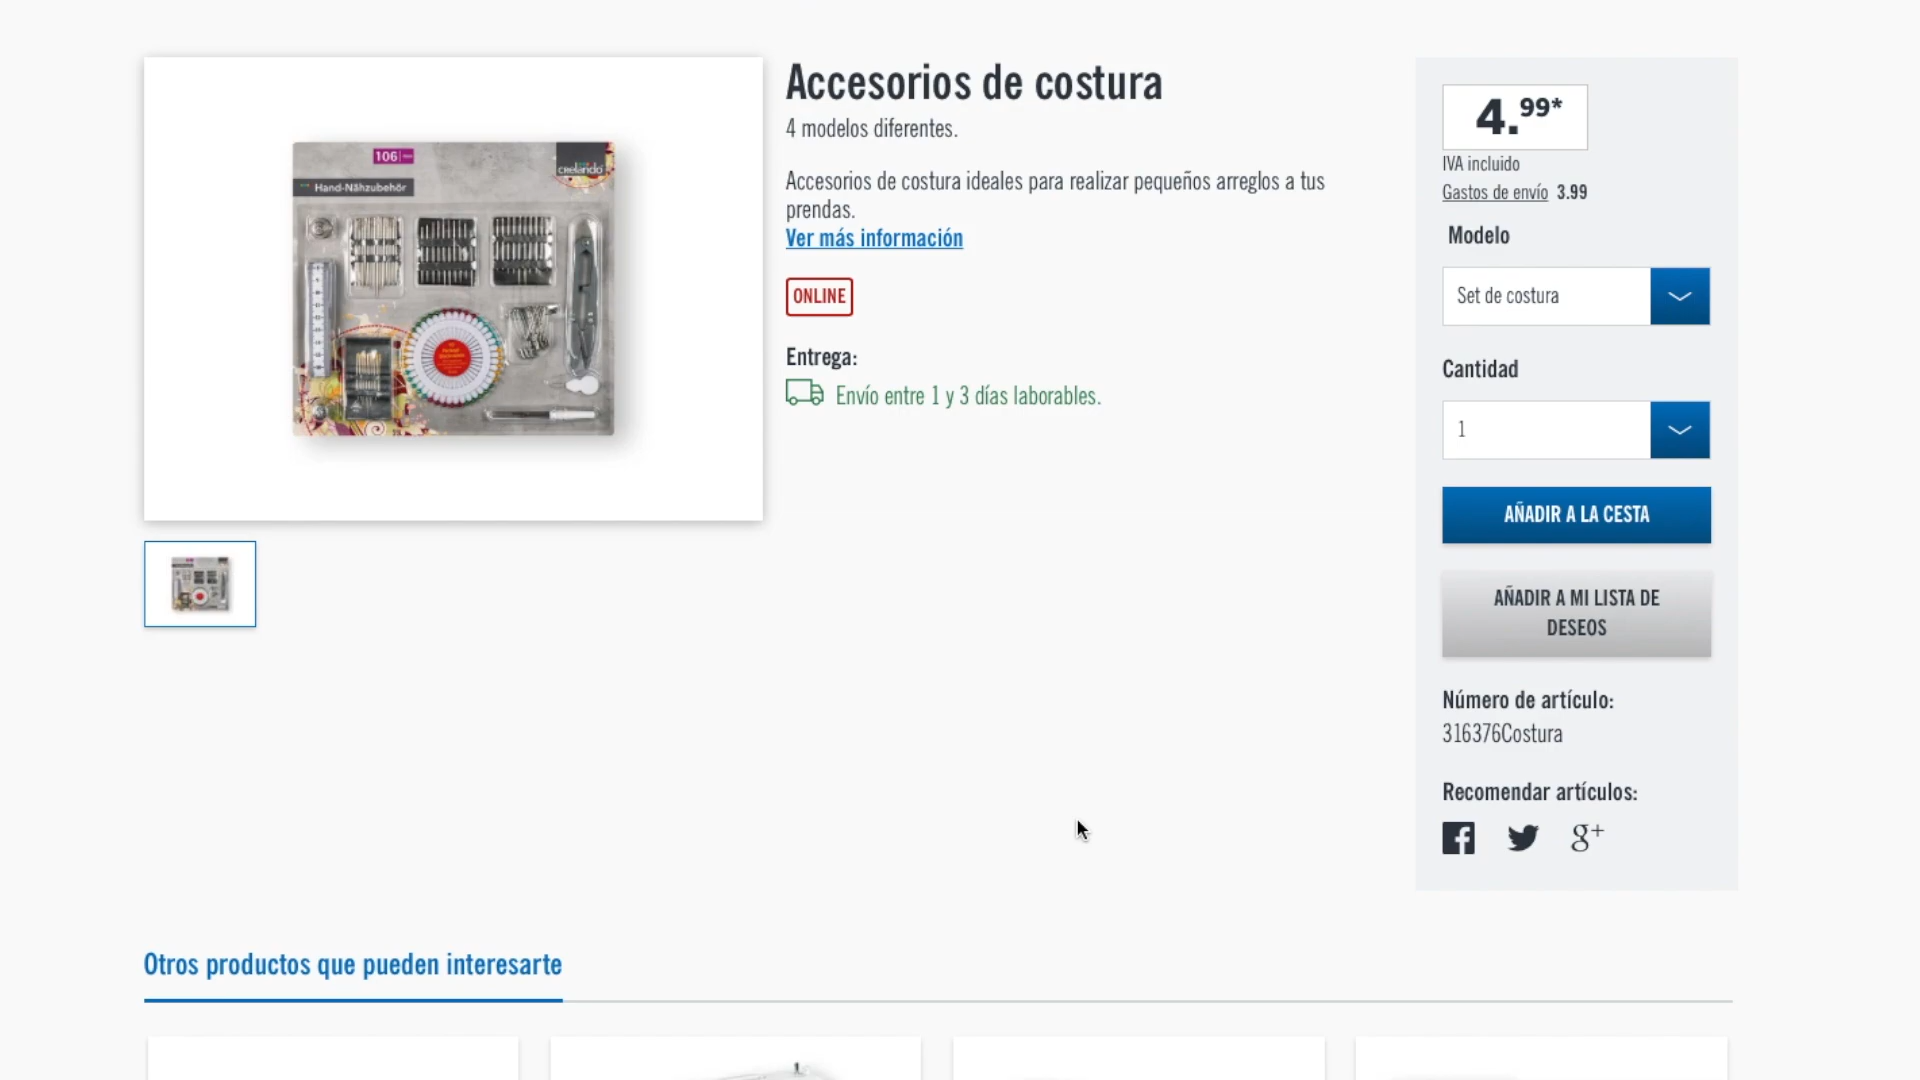 Accesorios de costura
4 modelos diferentes.
Accesorios de costura ideales para realizar pequeños arreglos a tus
prendas.
Ver más información
ONLINE
Entrega:
Envío entre 1 y 3 días laborables.
106
crelando
Hand-Nähzubehör
4.99*
IVA incluido
Gastos de envío 3.99
Modelo
Set de costura
Cantidad
1
AÑADIR A LA CESTA
AÑADIR A MI LISTA DE
DESEOS
Número de artículo:
316376Costura
Recomendar artículos:
Otros productos que pueden interesarte